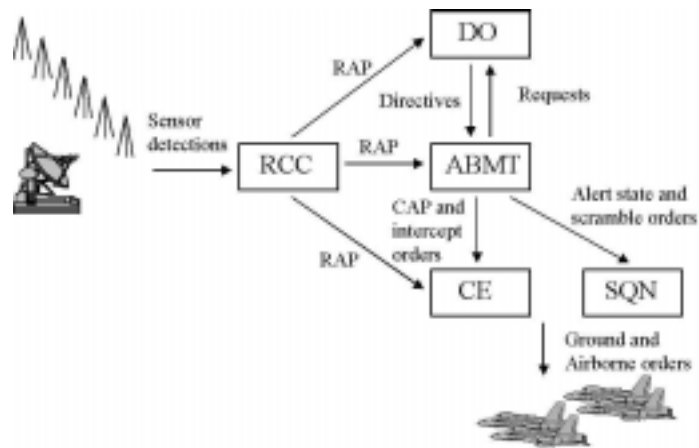 DO
RAP
Directives
Requests
Sensor
detections
RCC
RAP
ABMT
CAP and
intercept
orders
Alert state and
scramble orders
RAP
CE
SQN
Ground and
Airborne orders